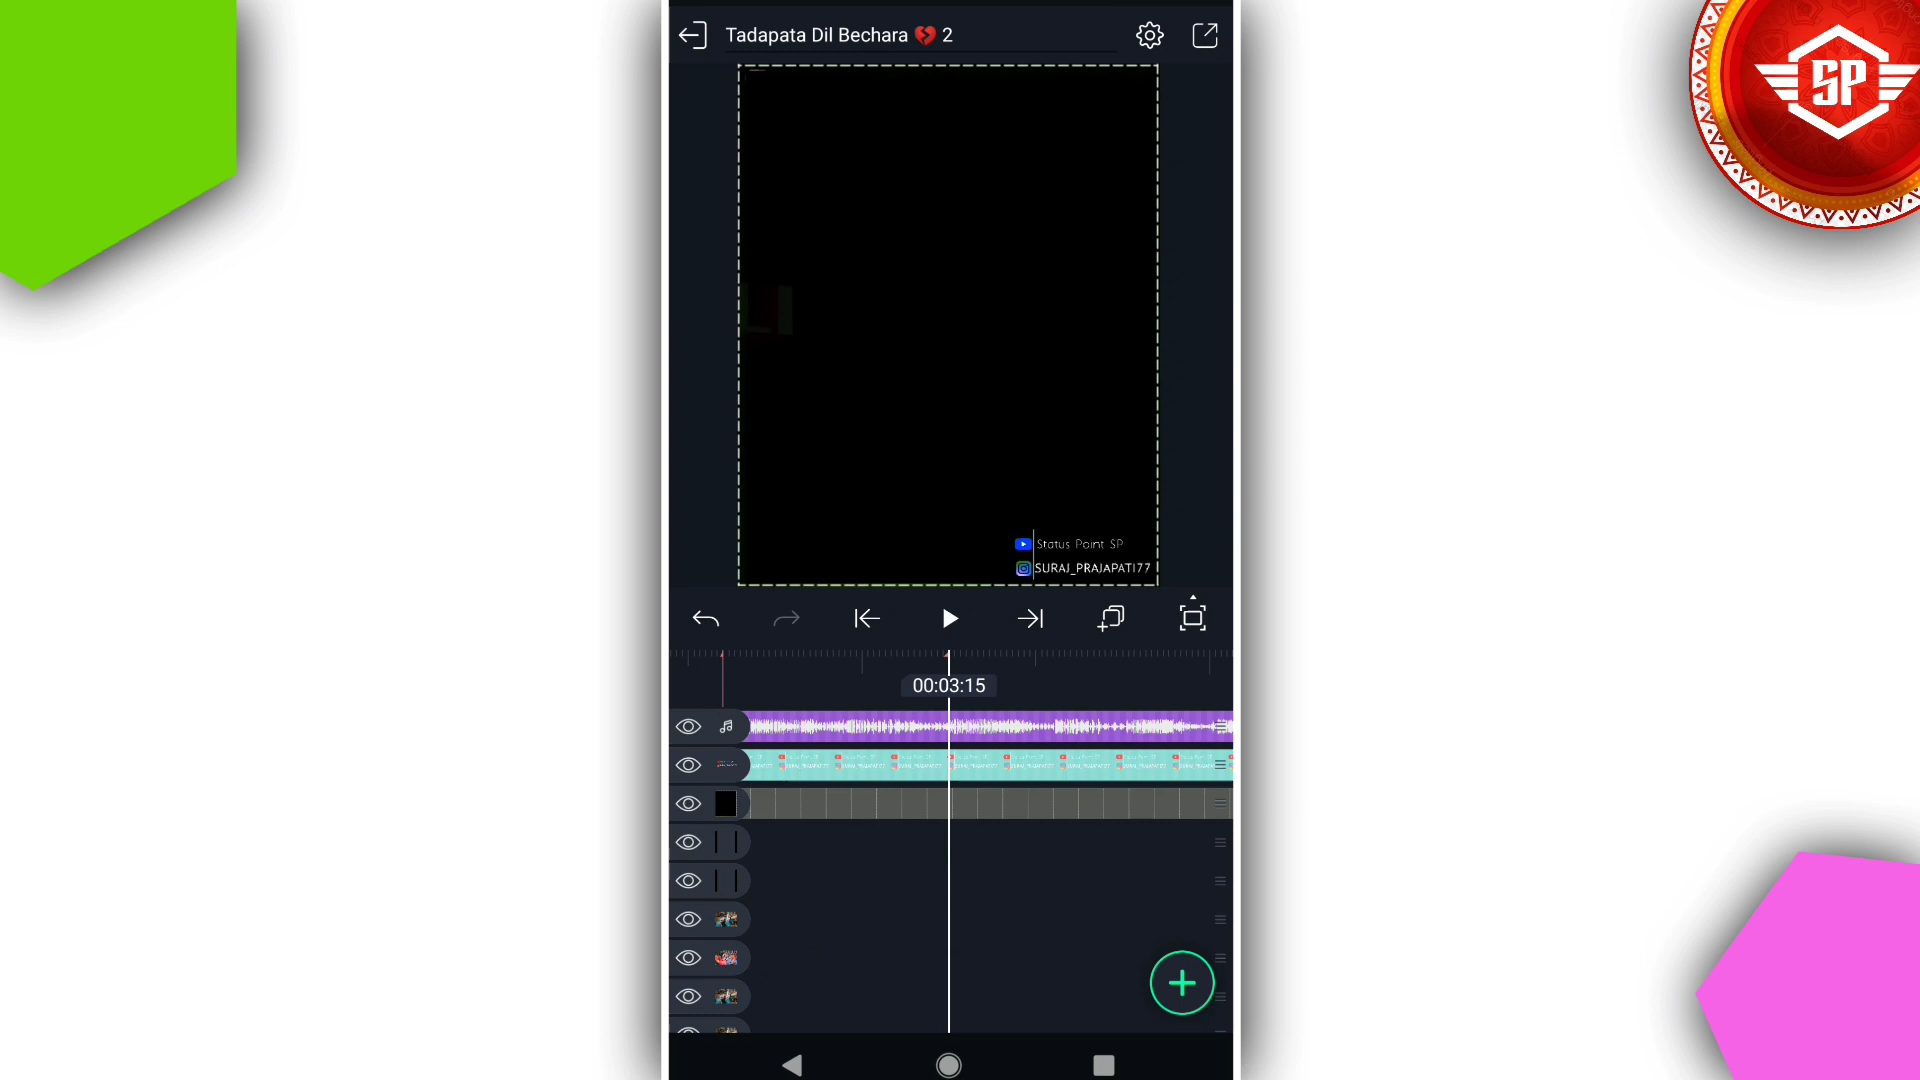 Tadapata Dil Bechara 💔 2
SP
Status Point SP
SURAJ_PRAJAPATI77
00:03:15